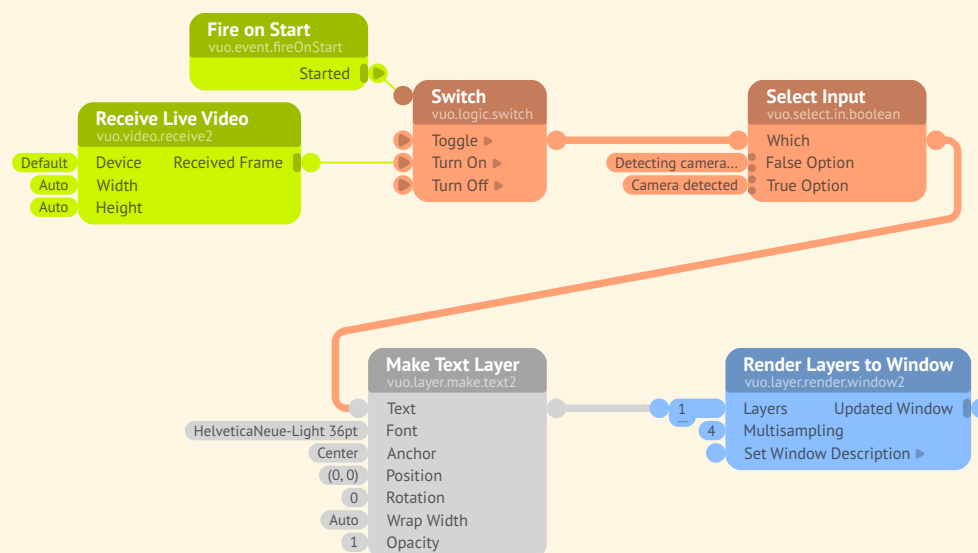 Fire on Start
vuo.event.fireOnStart
Started
Receive Live Video
vuo.video.receive2
Default Device Received Frame
Auto Width
Auto Height
Switch
vuo.logic.switch
Toggle
Turn On
Turn Off
Select Input
vuo.select.in.boolean
Which
Detecting camera... False Option
Camera detected True Option
Make Text Layer
vuo.layer.make.text2
Text
HelveticaNeue-Light 36pt Font
Center Anchor
(0, 0) Position
0 Rotation
Auto Wrap Width
1 Opacity
Render Layers to Window
vuo.layer.render.window2
1 Layers Updated Window
4 Multisampling
Set Window Description